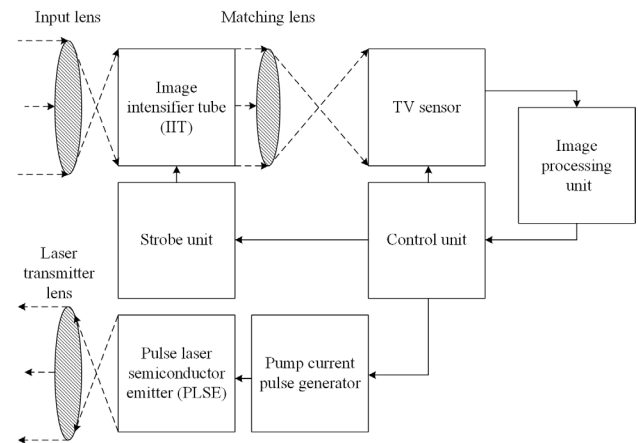 Input lens
Matching lens
Image
intensifier tube
(IIT)
TV sensor
Image
processing
unit
Strobe unit
Control unit
Laser
transmitter
lens
Pulse laser
semiconductor
emitter (PLSE)
Pump current
pulse generator